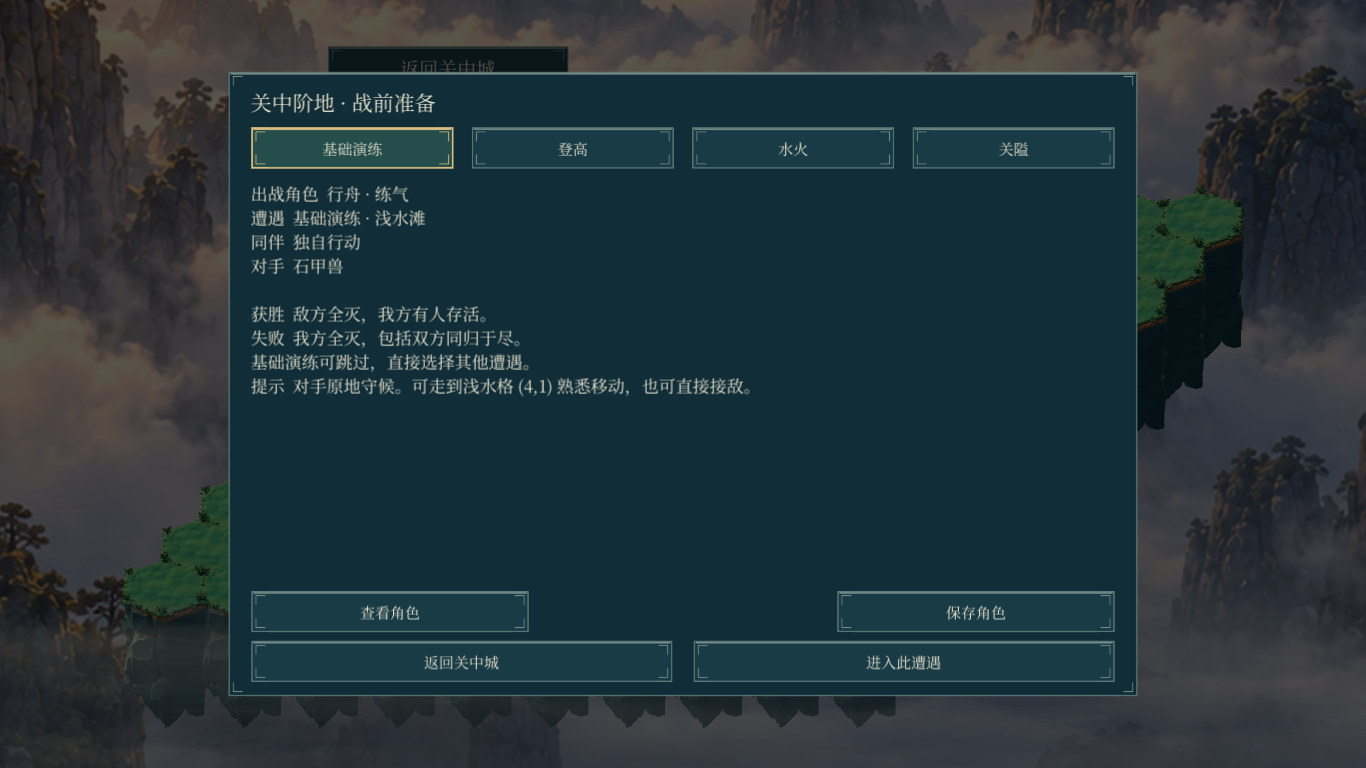 返回关中城
关中阶地 · 战前准备
基础演练
登高
水火
关隘
出战角色 行舟 · 练气
遭遇 基础演练 · 浅水滩
同伴 独自行动
对手 石甲兽
获胜 敌方全灭，我方有人存活。
失败 我方全灭，包括双方同归于尽。
基础演练可跳过，直接选择其他遭遇。
提示 对手原地守候。可走到浅水格 (4,1) 熟悉移动，也可直接接敌。
查看角色
保存角色
返回关中城
进入此遭遇